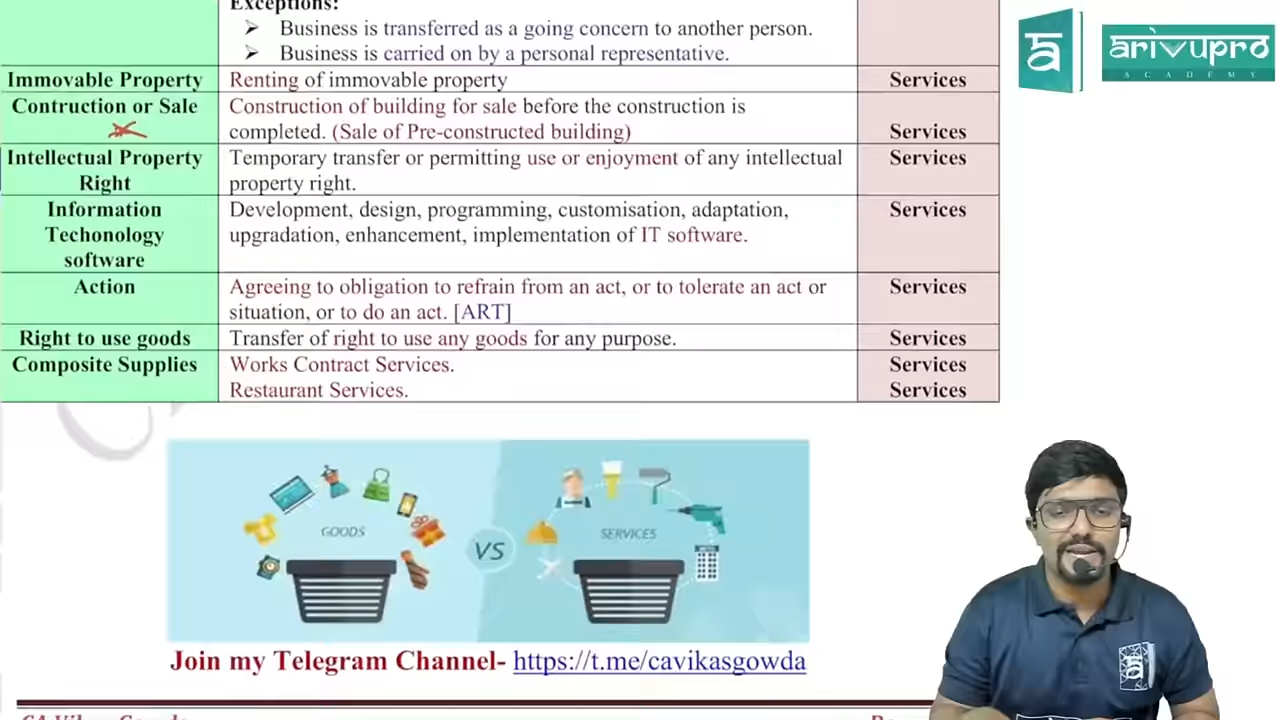 Exceptions:
➢ Business is transferred as a going concern to another person.
➢ Business is carried on by a personal representative.
Immovable Property Renting of immovable property Services
Contruction or Sale Construction of building for sale before the construction is
completed. (Sale of Pre-constructed building) Services
Intellectual Property Temporary transfer or permitting use or enjoyment of any intellectual Services
Right property right.
Information Development, design, programming, customisation, adaptation, Services
Techonology upgradation, enhancement, implementation of IT software.
software
Action Agreeing to obligation to refrain from an act, or to tolerate an act or Services
situation, or to do an act. [ART]
Right to use goods Transfer of right to use any goods for any purpose. Services
Composite Supplies Works Contract Services. Services
Restaurant Services. Services
GOODS
VS
SERVICES
Join my Telegram Channel- https://t.me/cavikasgowda
arivupro
ACADEMY